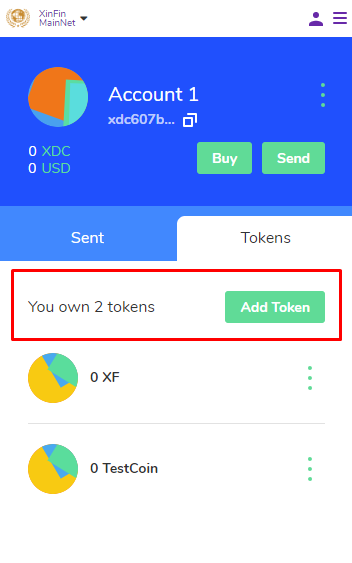 XinFin
MainNet
Account 1
xdc607b...
0 XDC
0 USD
Buy
Send
Sent
Tokens
You own 2 tokens
Add Token
0 XF
0 TestCoin